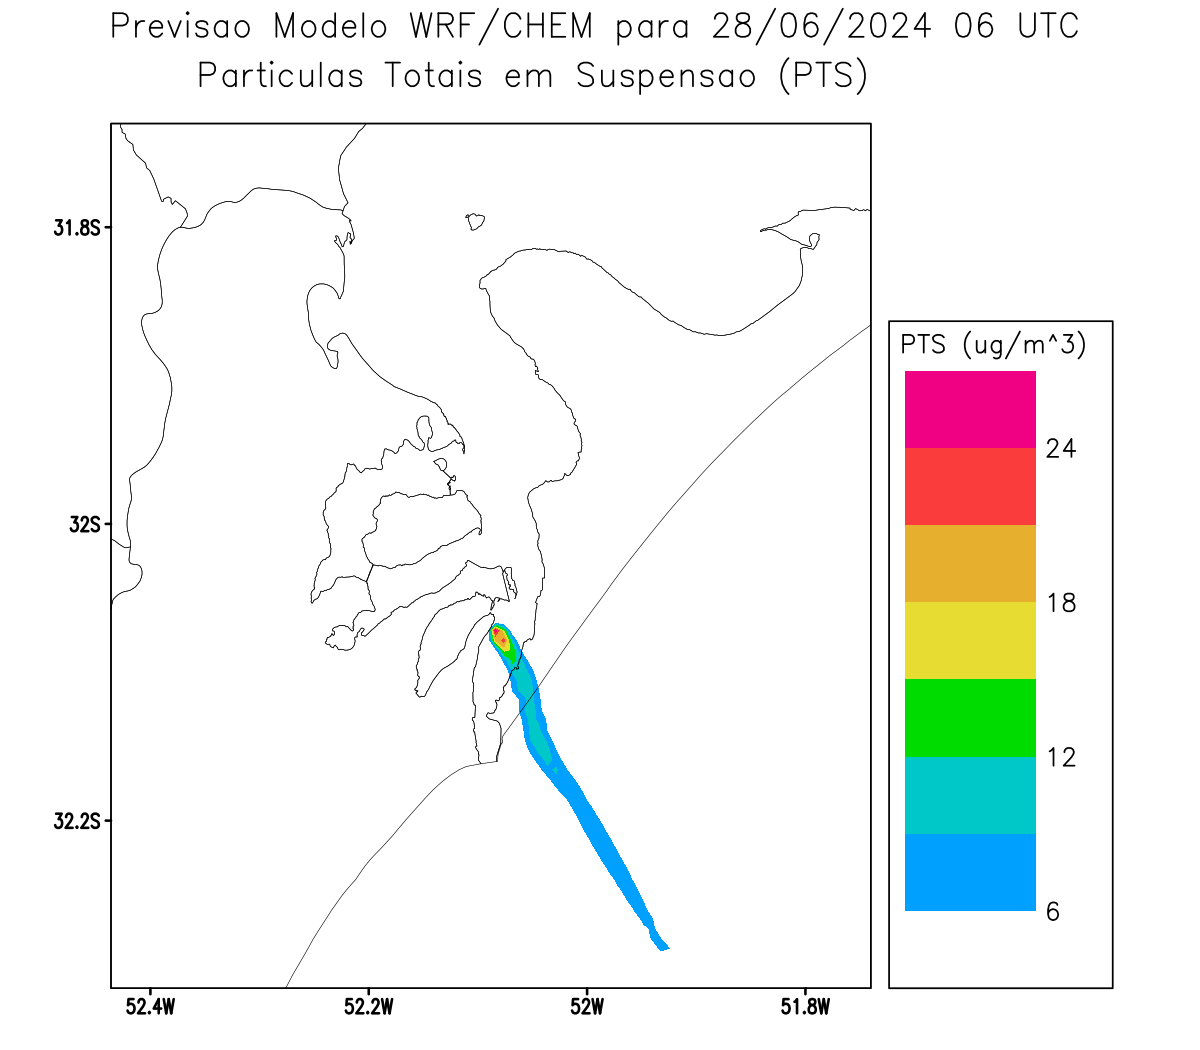 Previsao Modelo WRF/CHEM para 28/06/2024 06 UTC
Particulas Totais em Suspensao (PTS)
31.8S
32S
32.2S
52.4W
52.2W
52W
51.8W
PTS (ug/m^3)
24
18
12
6